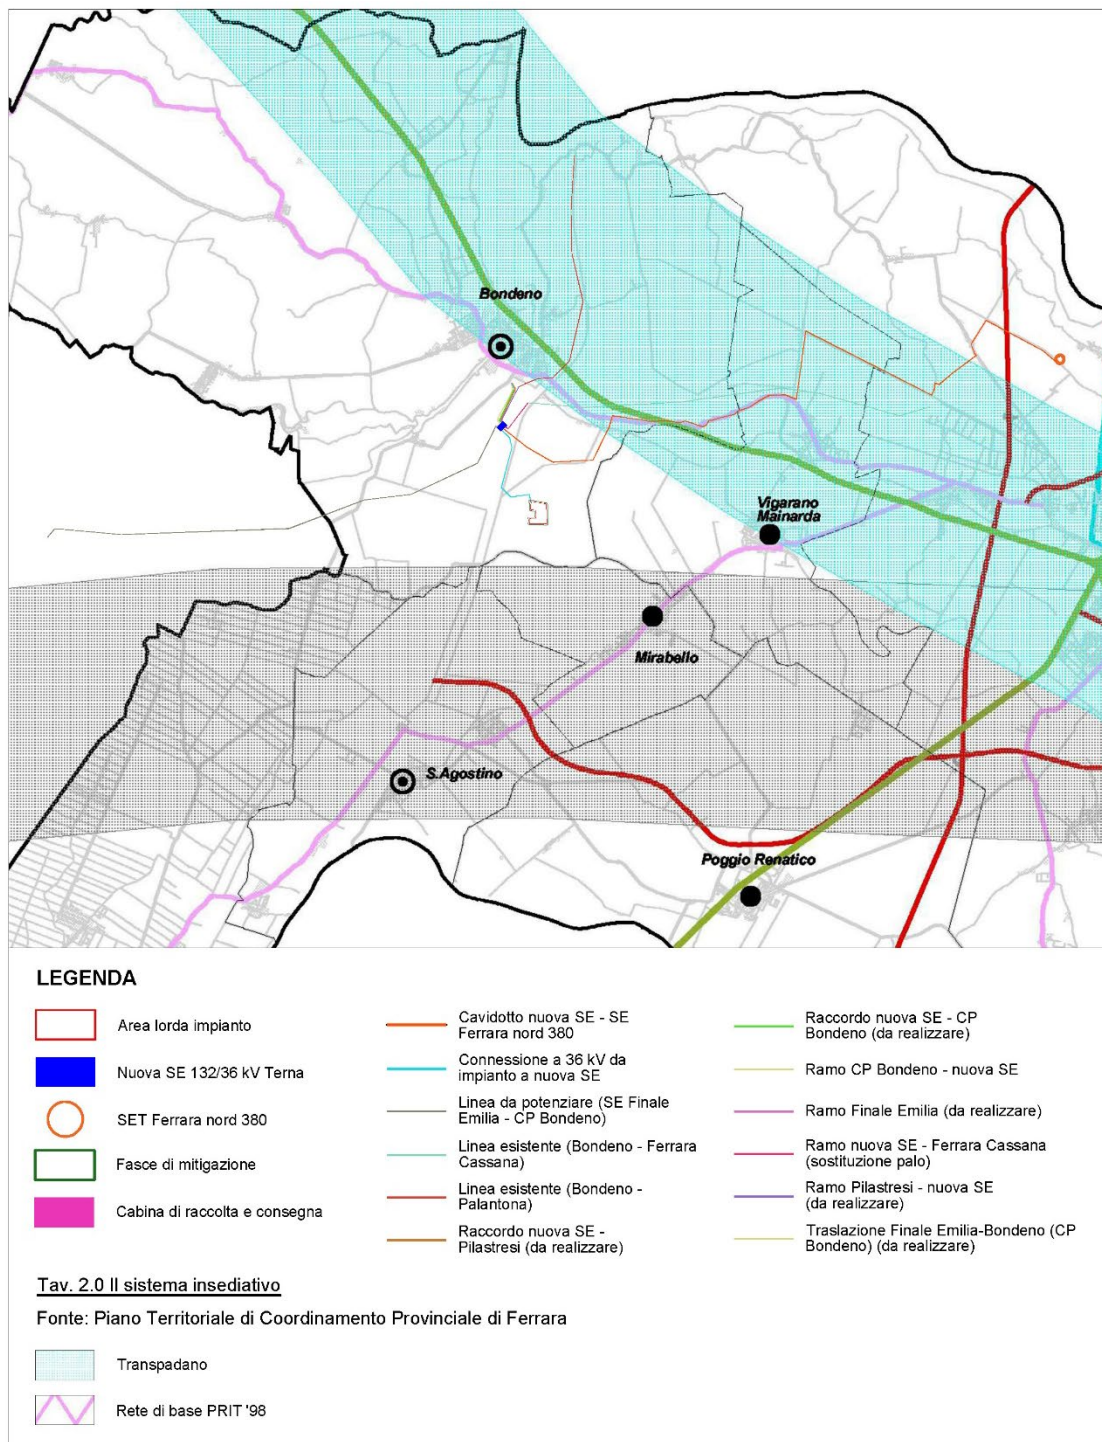 Bondeno
Vigarano
Mainarda
Mirabello
S.Agostino
Poggio Renatico
LEGENDA
Area lorda impianto
Nuova SE 132/36 kV Terna
SET Ferrara nord 380
Fasce di mitigazione
Cabina di raccolta e consegna
Cavidotto nuova SE - SE
Ferrara nord 380
Connessione a 36 kV da
impianto a nuova SE
Linea da potenziare (SE Finale
Emilia - CP Bondeno)
Linea esistente (Bondeno - Ferrara
Cassana)
Linea esistente (Bondeno -
Palantona)
Raccordo nuova SE -
Pilastresi (da realizzare)
Raccordo nuova SE - CP
Bondeno (da realizzare)
Ramo CP Bondeno - nuova SE
Ramo Finale Emilia (da realizzare)
Ramo nuova SE - Ferrara Cassana
(sostituzione palo)
Ramo Pilastresi - nuova SE
(da realizzare)
Traslazione Finale Emilia-Bondeno (CP
Bondeno) (da realizzare)
Tav. 2.0 Il sistema insediativo
Fonte: Piano Territoriale di Coordinamento Provinciale di Ferrara
Transpadano
Rete di base PRIT '98